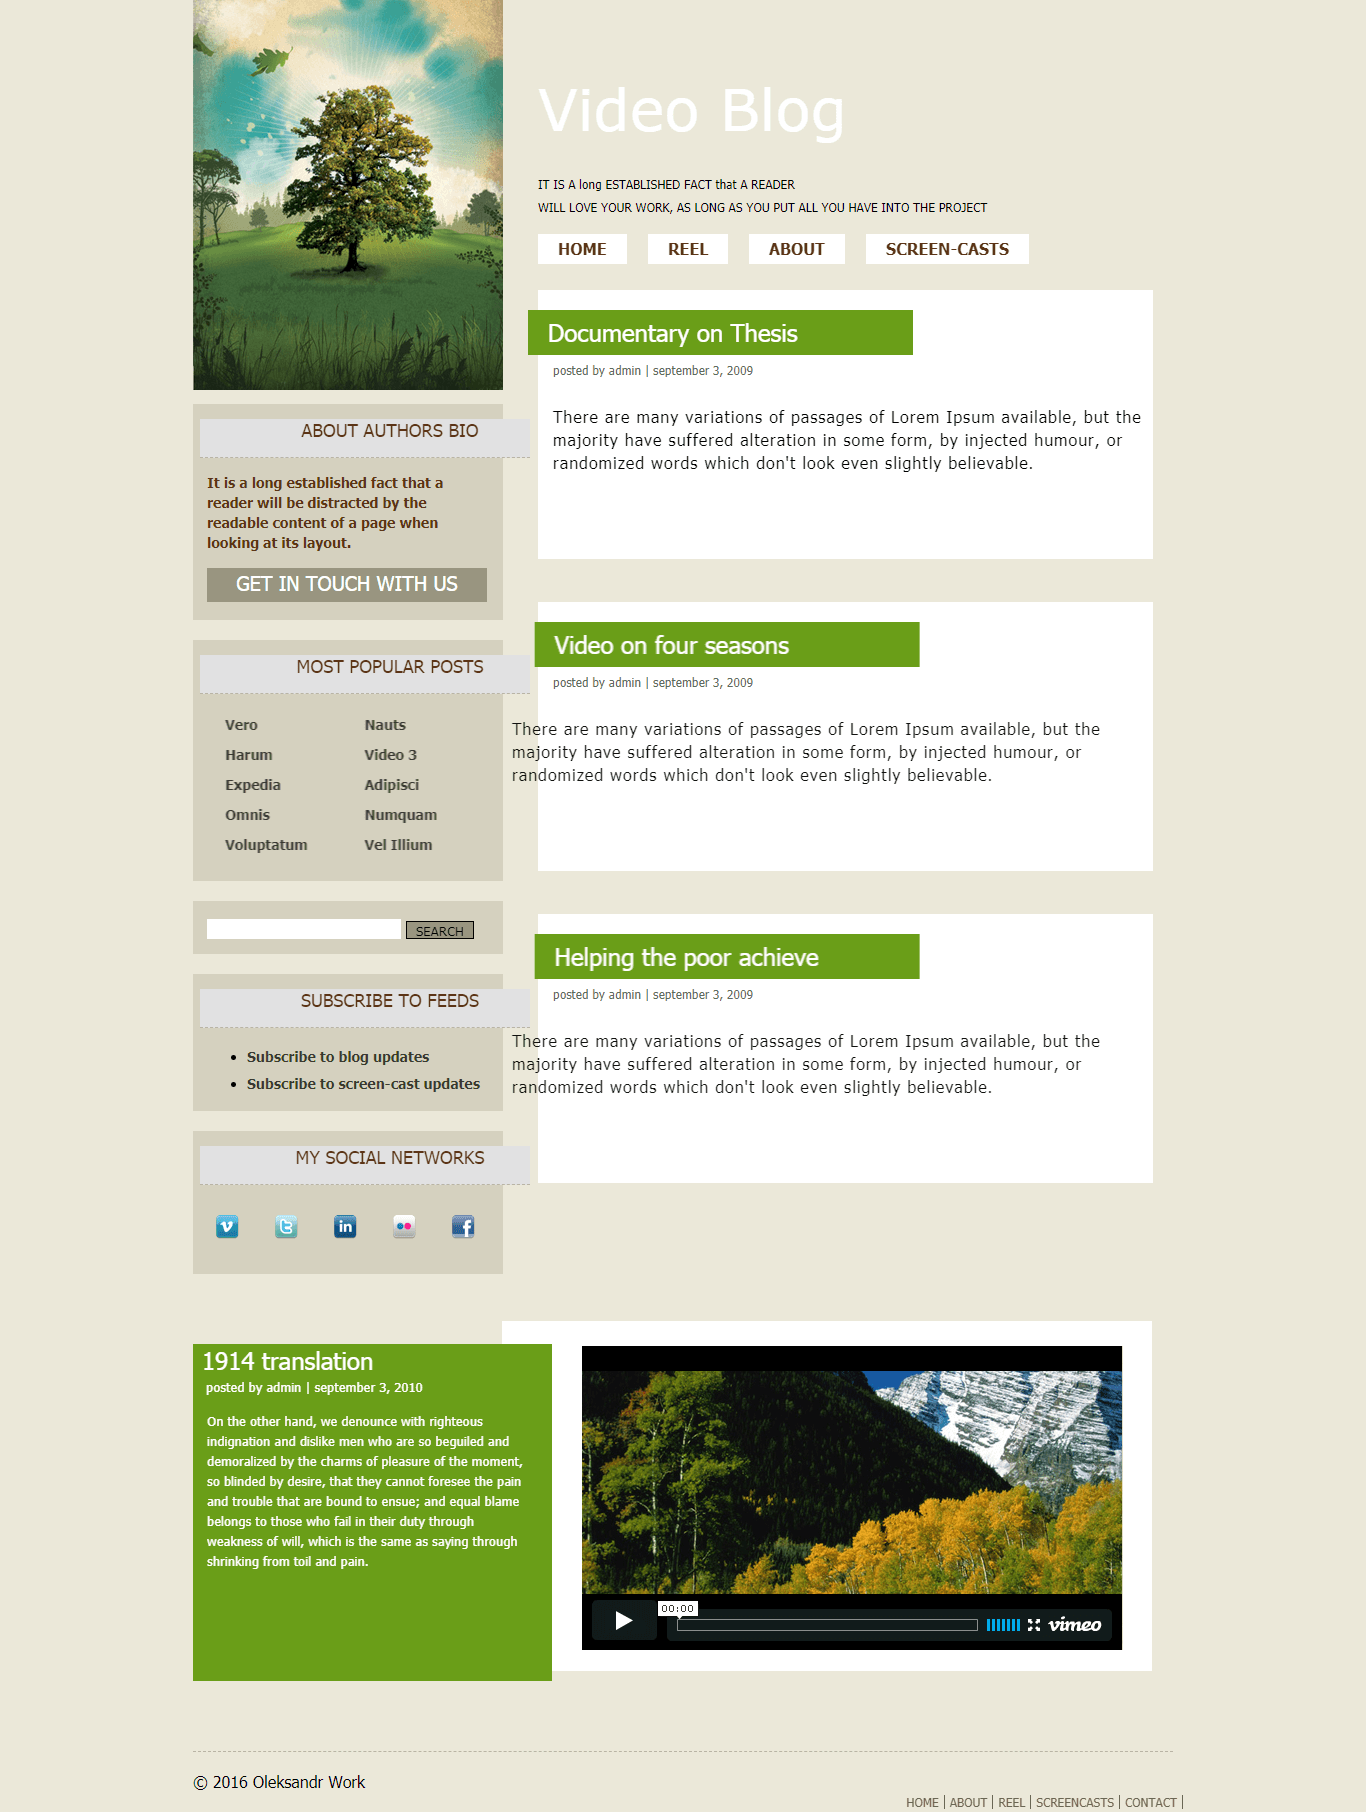 Video Blog
IT IS A long ESTABLISHED FACT that A READER
WILL LOVE YOUR WORK, AS LONG AS YOU PUT ALL YOU HAVE INTO THE PROJECT
HOME REEL ABOUT SCREEN-CASTS
Documentary on Thesis
posted by admin | september 3, 2009
There are many variations of passages of Lorem Ipsum available, but the
majority have suffered alteration in some form, by injected humour, or
randomized words which don't look even slightly believable.
ABOUT AUTHORS BIO
It is a long established fact that a
reader will be distracted by the
readable content of a page when
looking at its layout.
GET IN TOUCH WITH US
Video on four seasons
posted by admin | september 3, 2009
There are many variations of passages of Lorem Ipsum available, but the
majority have suffered alteration in some form, by injected humour, or
randomized words which don't look even slightly believable.
MOST POPULAR POSTS
Vero Nauts
Harum Video 3
Expedia Adipisci
Omnis Numquam
Voluptatum Vel Illium
SEARCH
Helping the poor achieve
posted by admin | september 3, 2009
There are many variations of passages of Lorem Ipsum available, but the
majority have suffered alteration in some form, by injected humour, or
randomized words which don't look even slightly believable.
SUBSCRIBE TO FEEDS
Subscribe to blog updates
Subscribe to screen-cast updates
MY SOCIAL NETWORKS
v t in f
1914 translation
posted by admin | september 3, 2010
On the other hand, we denounce with righteous
indignation and dislike men who are so beguiled and
demoralized by the charms of pleasure of the moment,
so blinded by desire, that they cannot foresee the pain
and trouble that are bound to ensue; and equal blame
belongs to those who fail in their duty through
weakness of will, which is the same as saying through
shrinking from toil and pain.
00:00
vimeo
© 2016 Oleksandr Work
HOME | ABOUT | REEL | SCREENCASTS | CONTACT |